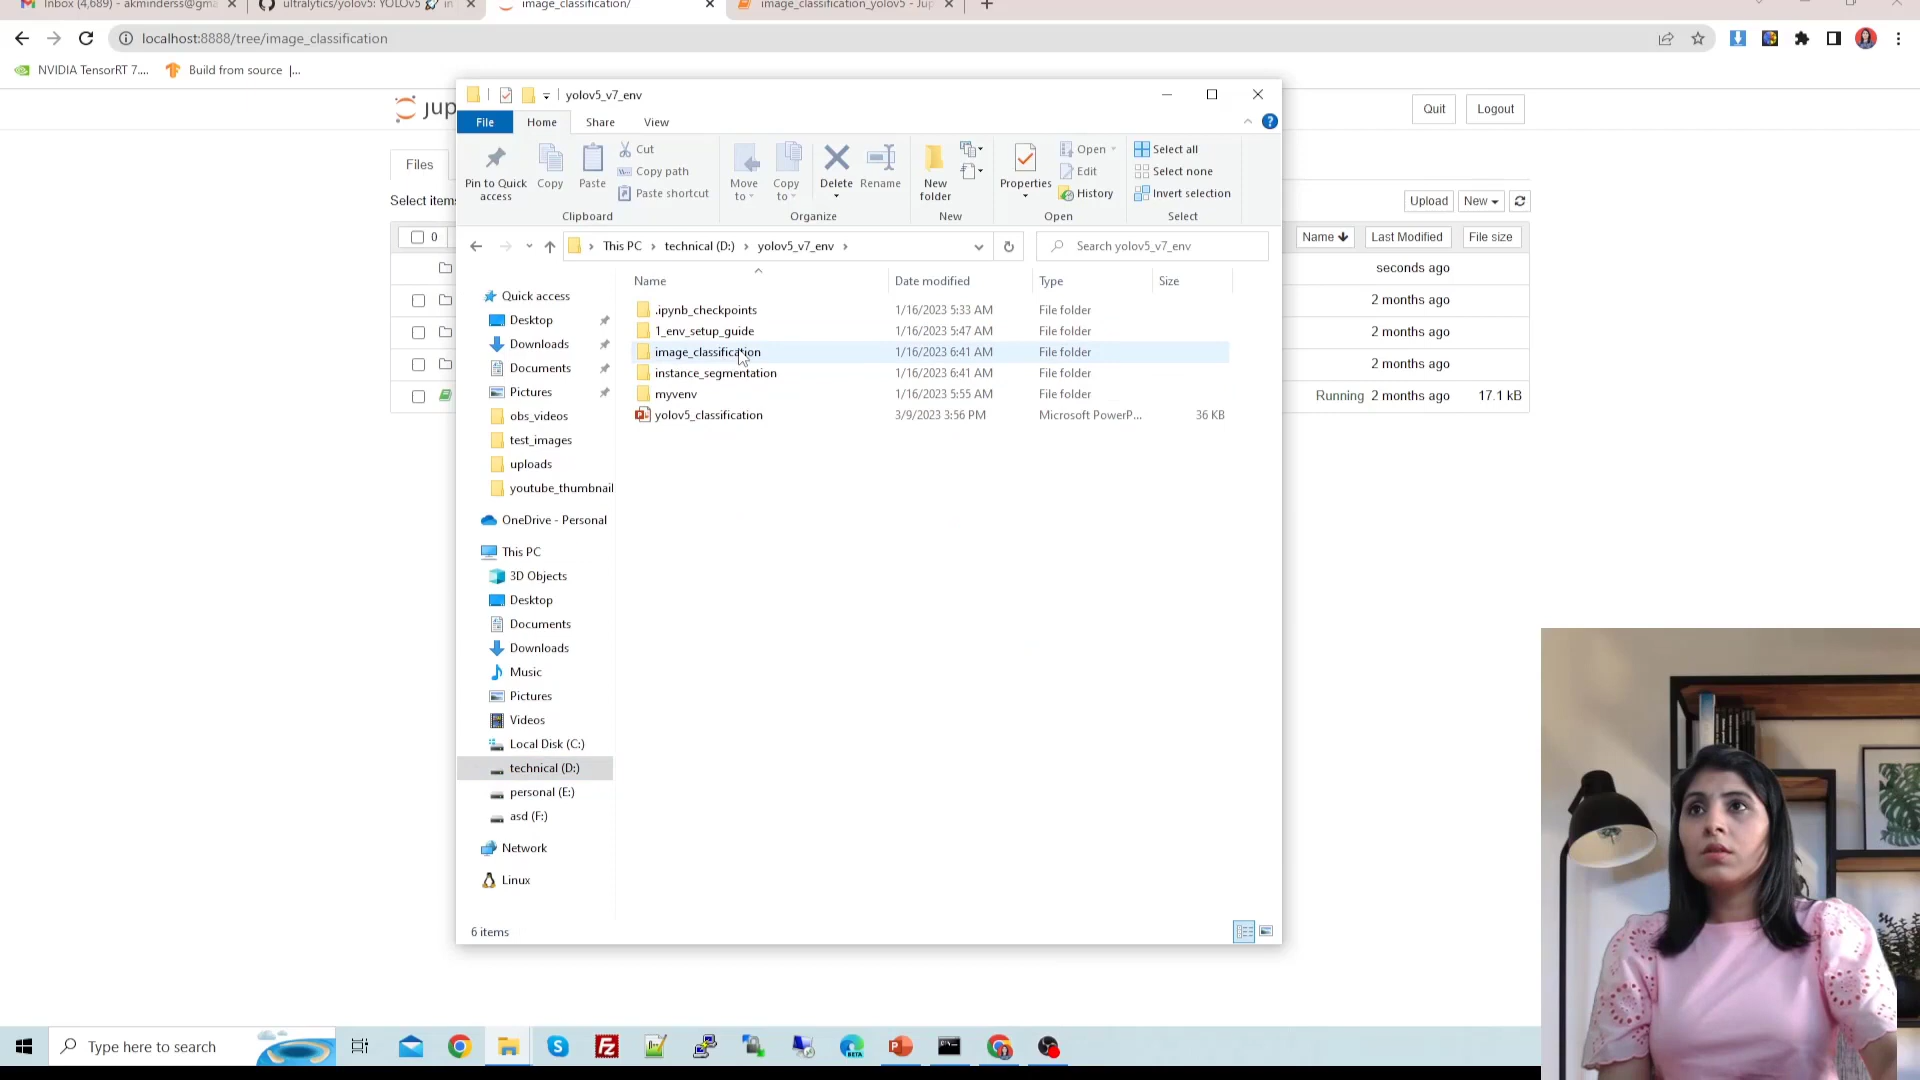 Inbox (4,689) - akminderss@gma
ultralytics/yolov5: YOLOv5 🚀 in
image_classification/
image_classification_yolov5 - Jup
localhost:8888/tree/image_classification
NVIDIA TensorRT 7....
Build from source |...
jup
Quit
Logout
Files
Select item
Upload
New
0
Name
Last Modified
File size
seconds ago
2 months ago
2 months ago
2 months ago
Running 2 months ago 17.1 kB
yolov5_v7_env
File
Home
Share
View
Pin to Quick access
Copy
Paste
Cut
Copy path
Paste shortcut
Clipboard
Move to
Copy to
Delete
Rename
Organize
New folder
New
Properties
Open
Edit
History
Open
Select all
Select none
Invert selection
Select
This PC > technical (D:) > yolov5_v7_env >
Search yolov5_v7_env
Name
Date modified
Type
Size
.ipynb_checkpoints 1/16/2023 5:33 AM File folder
1_env_setup_guide 1/16/2023 5:47 AM File folder
image_classification 1/16/2023 6:41 AM File folder
instance_segmentation 1/16/2023 6:41 AM File folder
myvenv 1/16/2023 5:55 AM File folder
yolov5_classification 3/9/2023 3:56 PM Microsoft PowerP... 36 KB
Quick access
Desktop
Downloads
Documents
Pictures
obs_videos
test_images
uploads
youtube_thumbnail
OneDrive - Personal
This PC
3D Objects
Desktop
Documents
Downloads
Music
Pictures
Videos
Local Disk (C:)
technical (D:)
personal (E:)
asd (F:)
Network
Linux
6 items
Type here to search
BETA